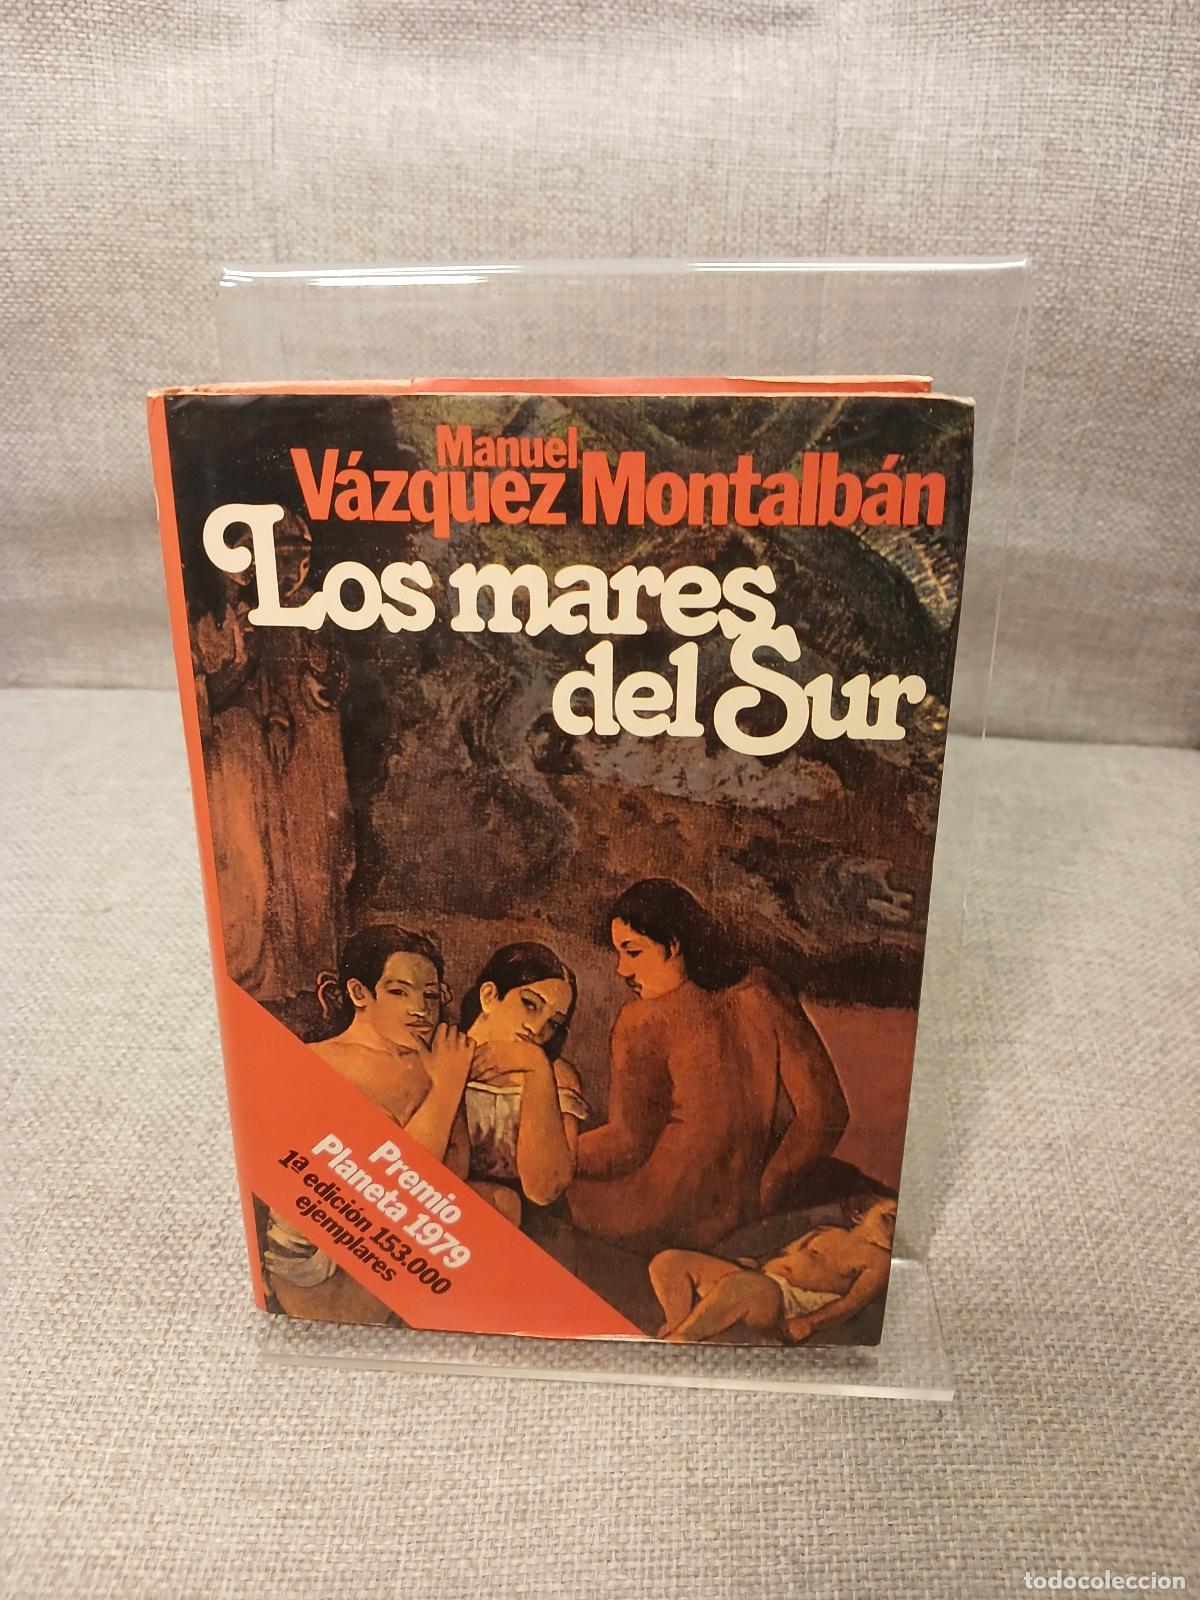 Manuel
Vázquez Montalbán
Los mares
del Sur
Premio
Planeta 1979
1ª edición 153.000
ejemplares
todocoleccion